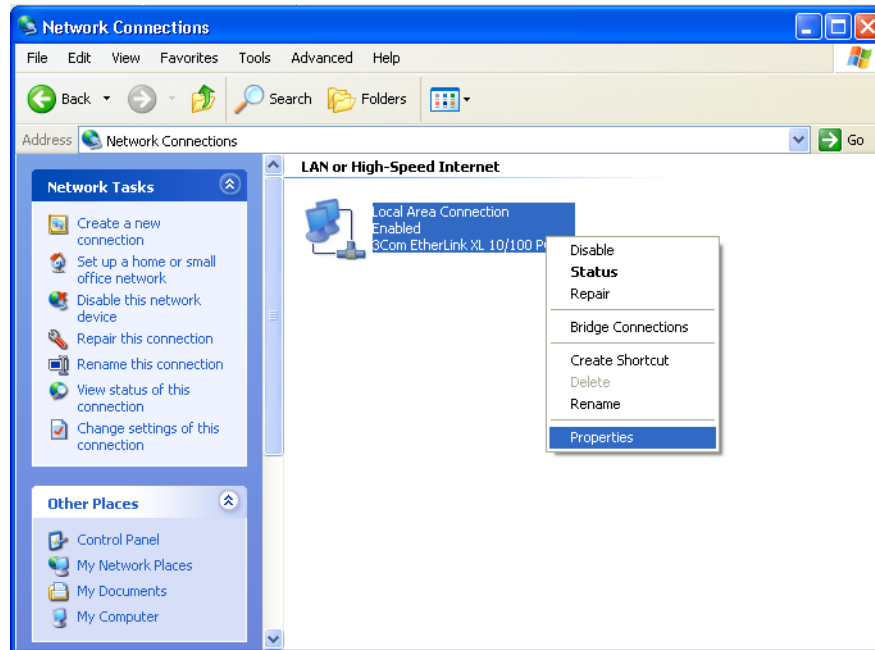 Network Connections
File Edit View Favorites Tools Advanced Help
Back Search Folders
Address Network Connections Go
Network Tasks
Create a new
connection
Set up a home or small
office network
Disable this network
device
Repair this connection
Rename this connection
View status of this
connection
Change settings of this
connection
Other Places
Control Panel
My Network Places
My Documents
My Computer
LAN or High-Speed Internet
Local Area Connection
Enabled
3Com EtherLink XL 10/100
Disable
Status
Repair
Bridge Connections
Create Shortcut
Delete
Rename
Properties